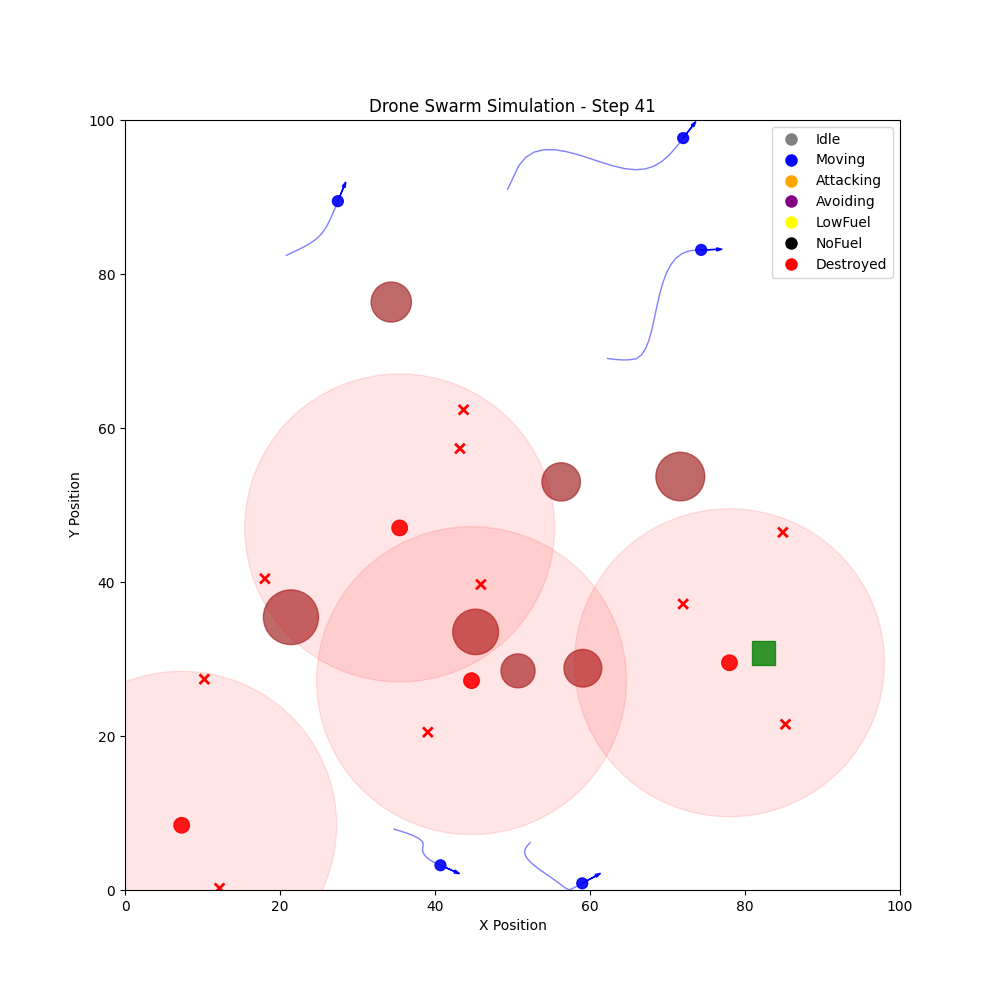 Drone Swarm Simulation - Step 41
100
80
60
40
20
0
Y Position
0 20 40 60 80 100
X Position
Idle
Moving
Attacking
Avoiding
LowFuel
NoFuel
Destroyed